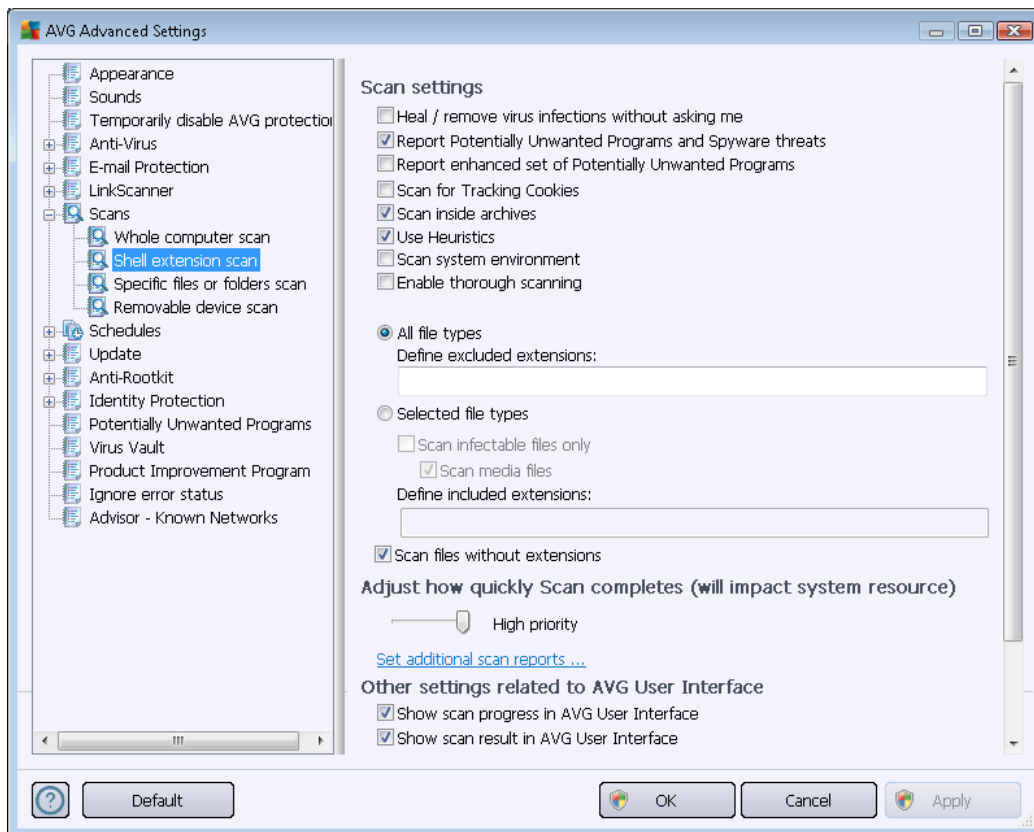 AVG Advanced Settings
Appearance
Sounds
Temporarily disable AVG protection
Anti-Virus
E-mail Protection
LinkScanner
Scans
Whole computer scan
Shell extension scan
Specific files or folders scan
Removable device scan
Schedules
Update
Anti-Rootkit
Identity Protection
Potentially Unwanted Programs
Virus Vault
Product Improvement Program
Ignore error status
Advisor - Known Networks
Scan settings
Heal / remove virus infections without asking me
Report Potentially Unwanted Programs and Spyware threats
Report enhanced set of Potentially Unwanted Programs
Scan for Tracking Cookies
Scan inside archives
Use Heuristics
Scan system environment
Enable thorough scanning
All file types
Define excluded extensions:
Selected file types
Scan infectable files only
Scan media files
Define included extensions:
Scan files without extensions
Adjust how quickly Scan completes (will impact system resource)
High priority
Set additional scan reports ...
Other settings related to AVG User Interface
Show scan progress in AVG User Interface
Show scan result in AVG User Interface
?
Default
OK
Cancel
Apply